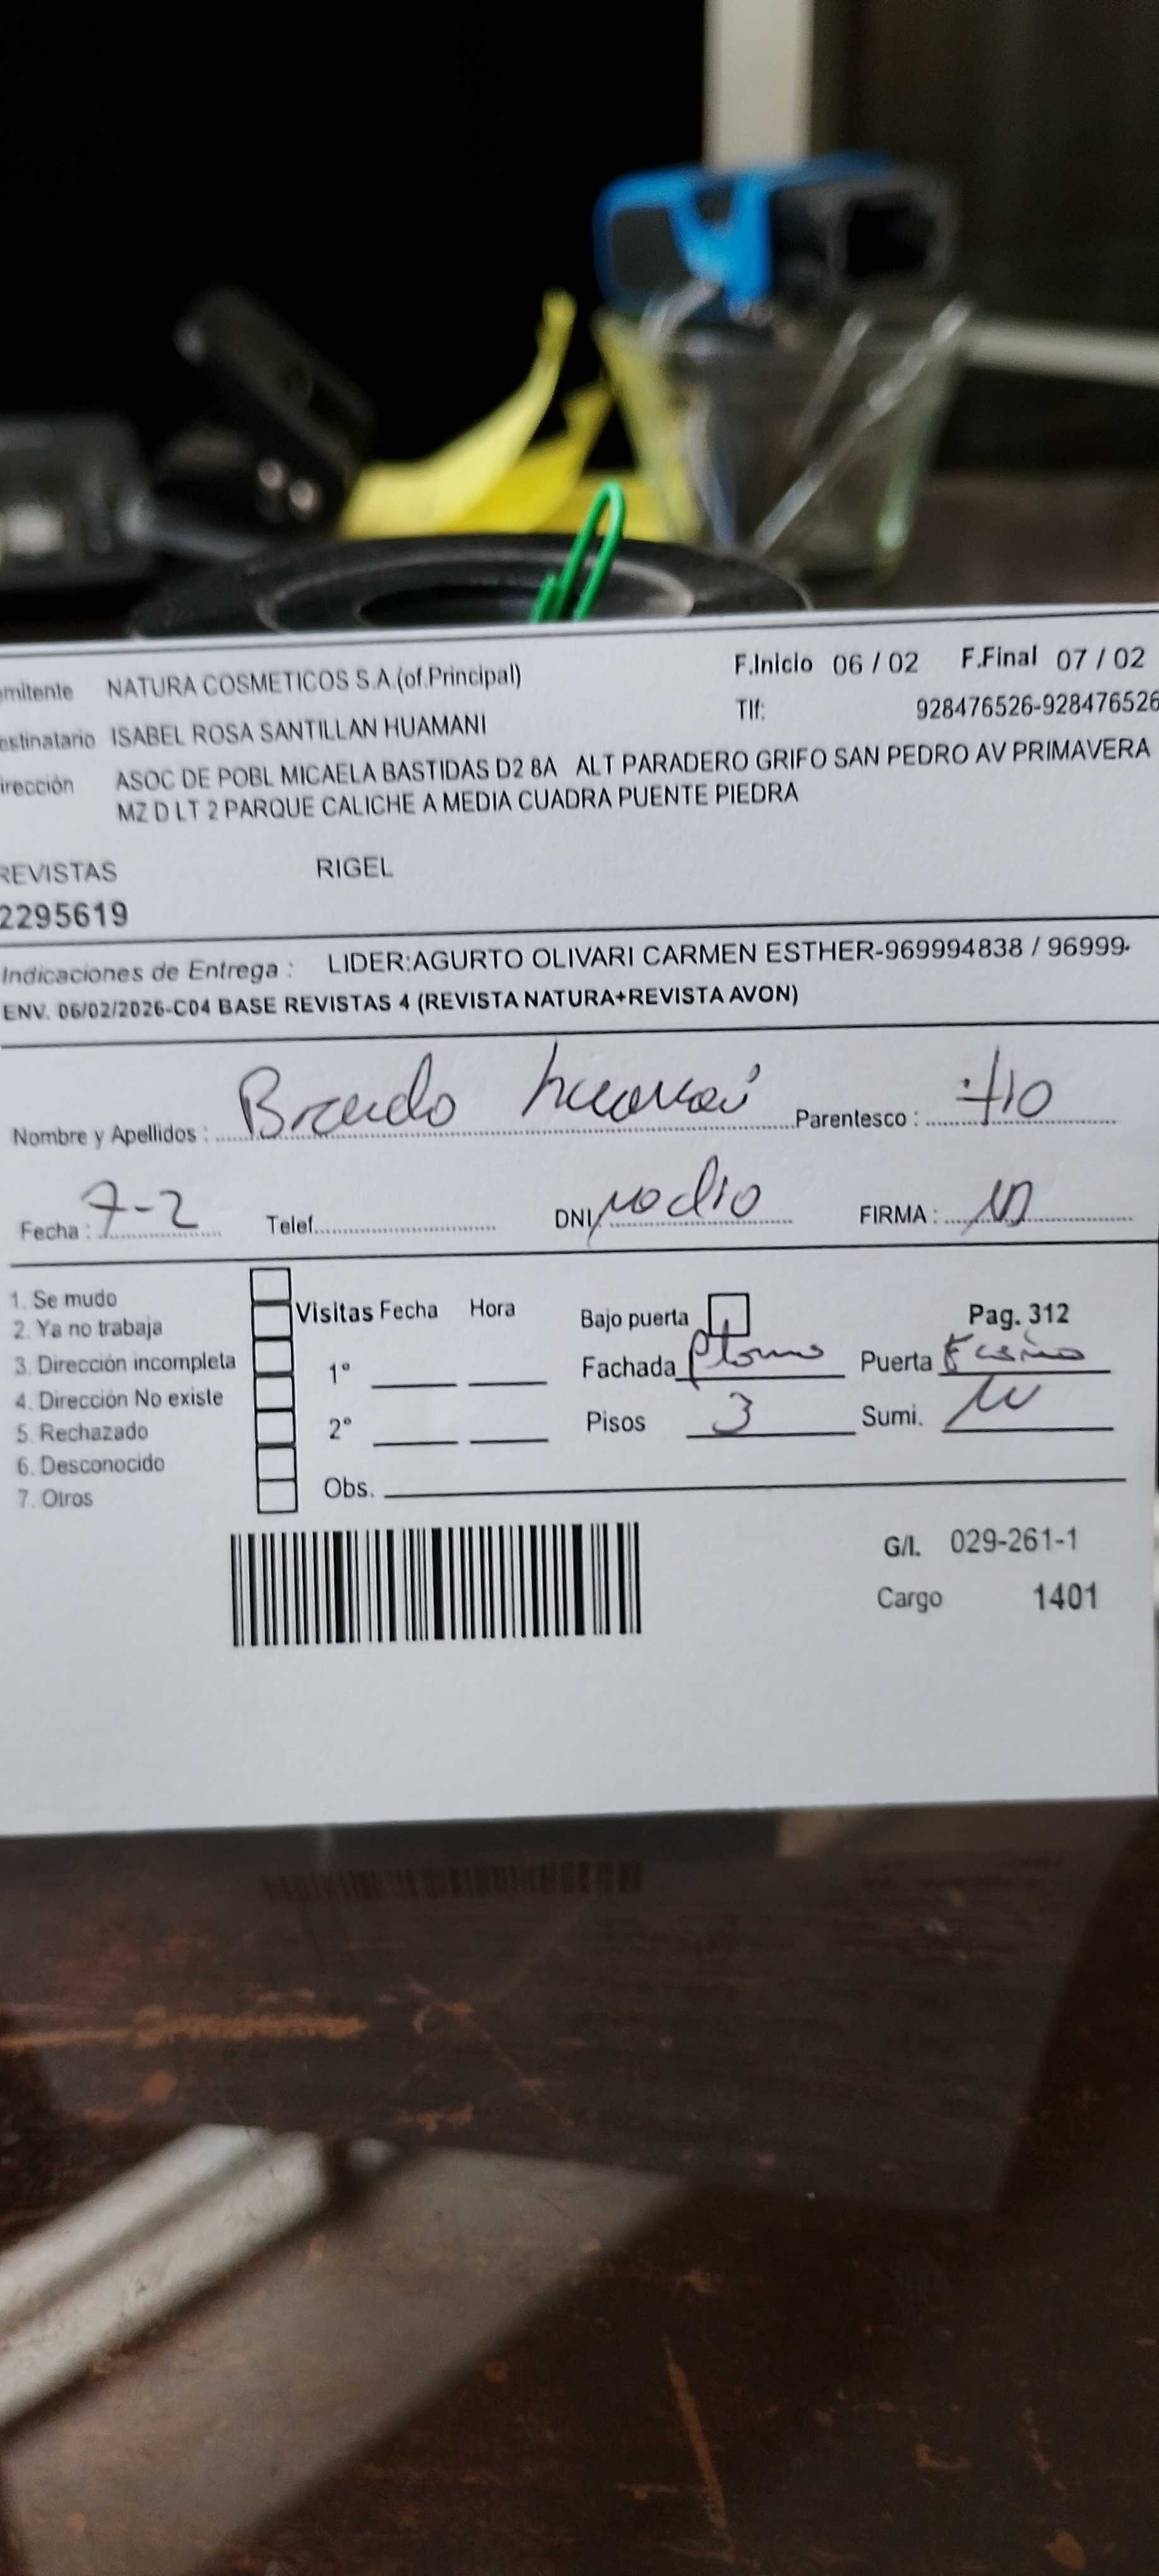 mitente NATURA COSMETICOS S.A.(of.Principal) F.Inicio 06 / 02 F.Final 07 / 02
estinatario ISABEL ROSA SANTILLAN HUAMANI Tlf: 928476526-928476526
irección ASOC DE POBL MICAELA BASTIDAS D2 8A ALT PARADERO GRIFO SAN PEDRO AV PRIMAVERA
MZ D LT 2 PARQUE CALICHE A MEDIA CUADRA PUENTE PIEDRA
REVISTAS RIGEL
2295619
Indicaciones de Entrega : LIDER:AGURTO OLIVARI CARMEN ESTHER-969994838 / 96999
ENV. 06/02/2026-C04 BASE REVISTAS 4 (REVISTA NATURA+REVISTA AVON)
Nombre y Apellidos : Parentesco : tio
Fecha : 7-2 Telef. DNI no dio FIRMA :
1. Se mudo
2. Ya no trabaja
3. Dirección incompleta
4. Dirección No existe
5. Rechazado
6. Desconocido
7. Otros
Visitas Fecha Hora
1°
2°
Obs.
Bajo puerta Pag. 312
Fachada Plomo Puerta
Pisos 3 Sumi.
G/I. 029-261-1
Cargo 1401